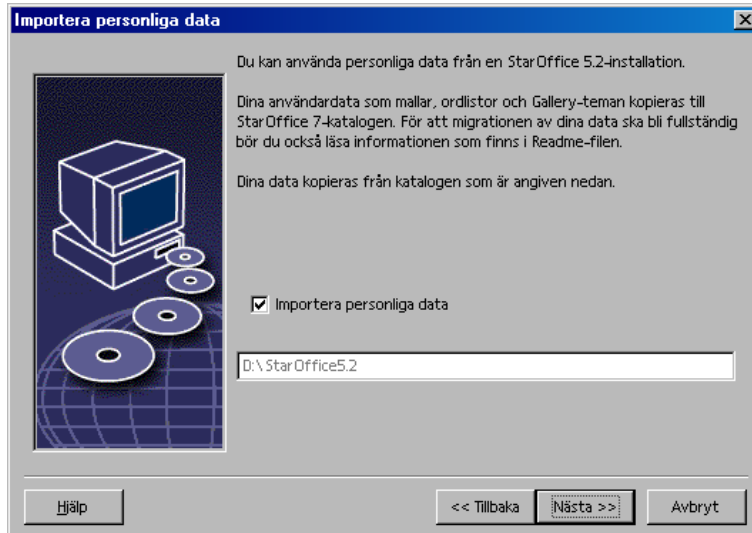 Importera personliga data
Du kan använda personliga data från en StarOffice 5.2-installation.
Dina användardata som mallar, ordlistor och Gallery-teman kopieras till
StarOffice 7-katalogen. För att migrationen av dina data ska bli fullständig
bör du också läsa informationen som finns i Readme-filen.
Dina data kopieras från katalogen som är angiven nedan.
Importera personliga data
D:\StarOffice5.2
Hjälp
<< Tillbaka
Nästa >>
Avbryt